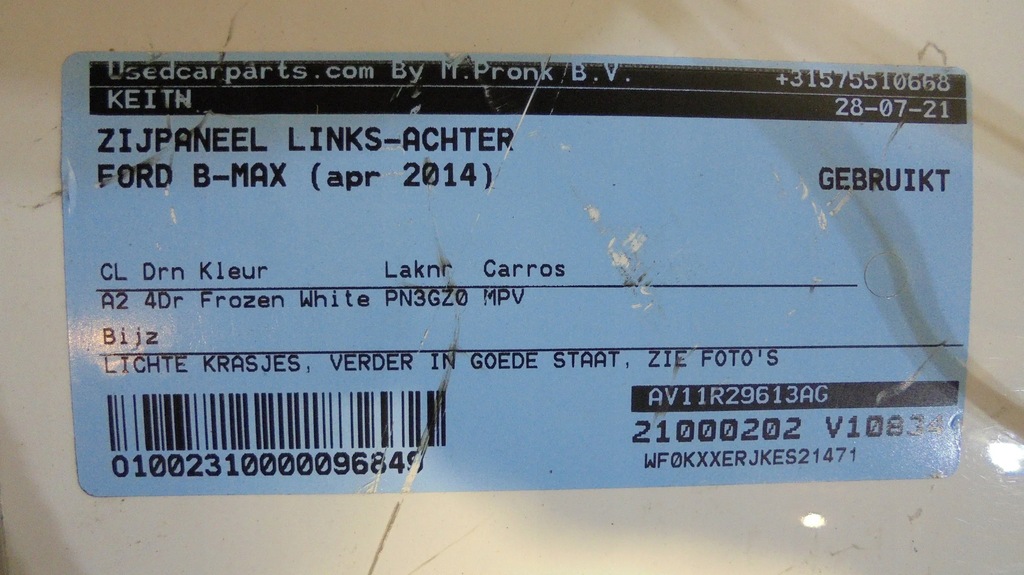 Usedcarparts.com By M.Pronk B.V. +31575510668
KEITN 28-07-21
ZIJPANEEL LINKS-ACHTER
FORD B-MAX (apr 2014) GEBRUIKT
CL Drn Kleur Laknr Carros
A2 4Dr Frozen White PN3GZ0 MPV
Bijz
LICHTE KRASJES, VERDER IN GOEDE STAAT, ZIE FOTO'S
AV11R29613AG
21000202
01002310000096849 WF0KXXERJKES21471